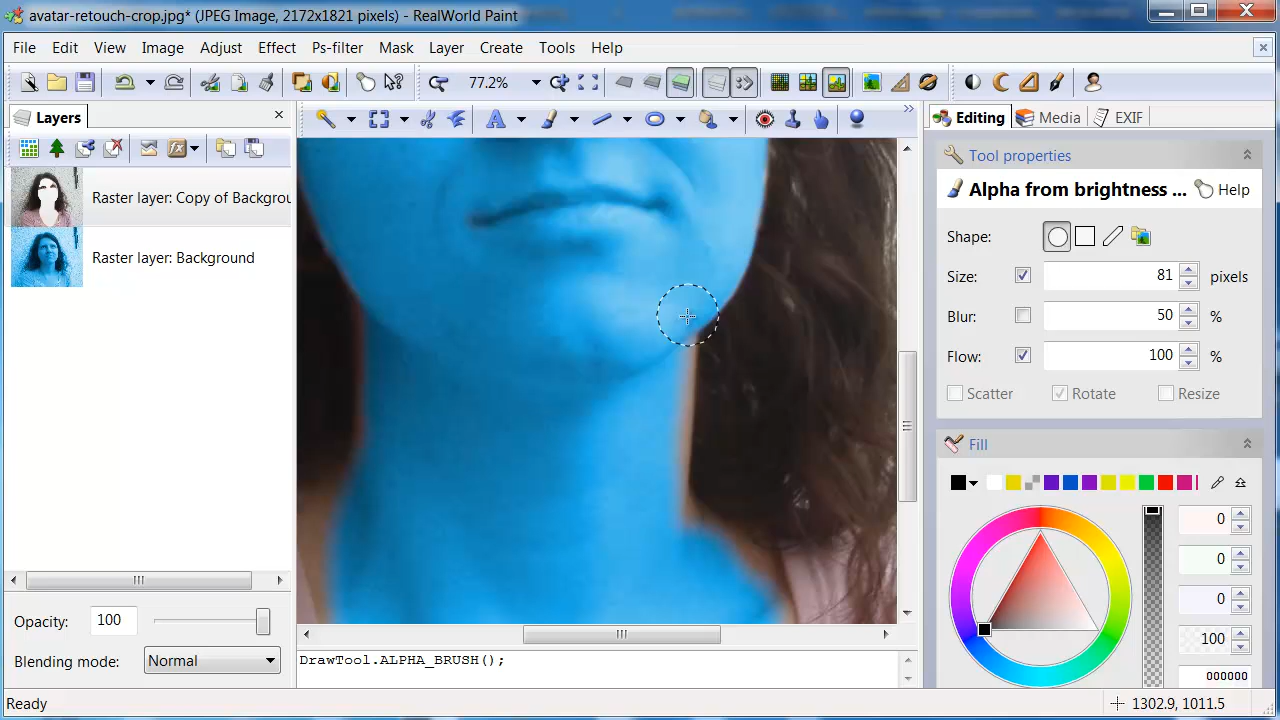 avatar-retouch-crop.jpg* (JPEG Image, 2172x1821 pixels) - RealWorld Paint
File Edit View Image Adjust Effect Ps-filter Mask Layer Create Tools Help
77.2%
Layers
Editing Media EXIF
Tool properties
Alpha from brightness ... Help
Raster layer: Copy of Backgrou
Raster layer: Background
Shape:
Size: 81 pixels
Blur: 50 %
Flow: 100 %
Scatter Rotate Resize
Fill
0
0
0
100
000000
Opacity: 100
Blending mode: Normal
DrawTool.ALPHA_BRUSH();
Ready
1302.9, 1011.5